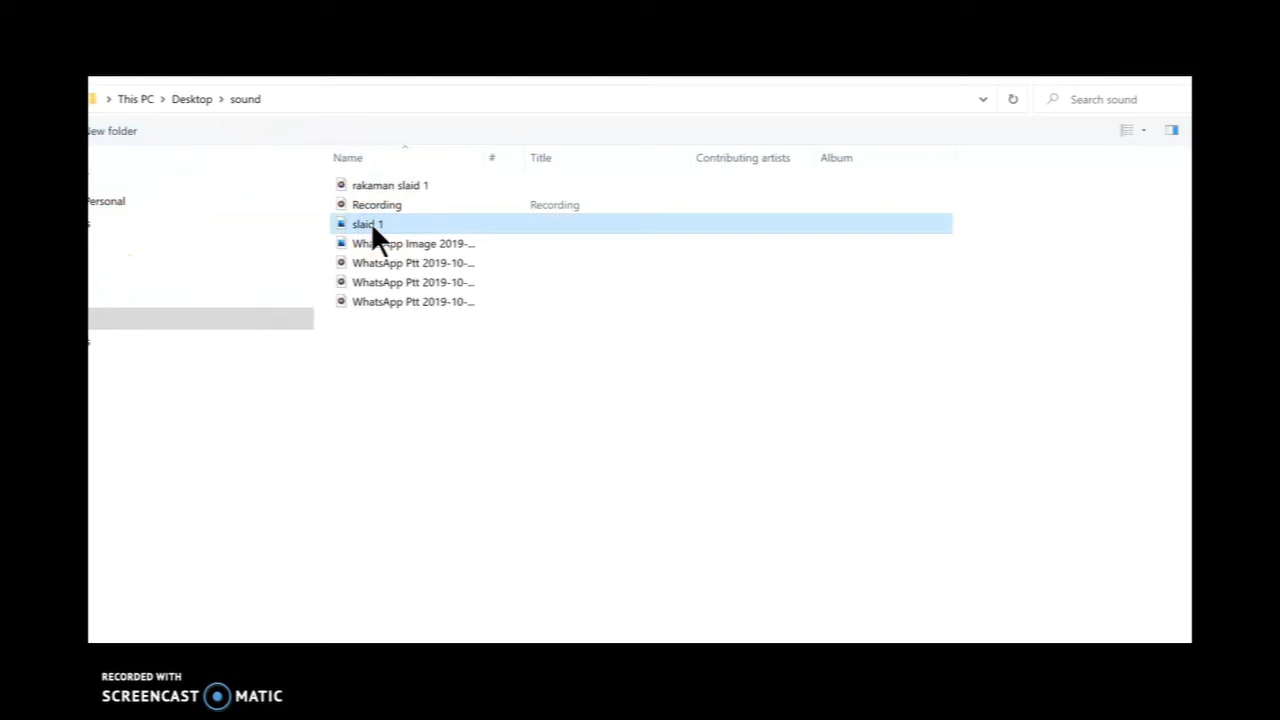 This PC > Desktop > sound
Search sound
New folder
Name # Title Contributing artists Album
Personal
rakaman slaid 1
Recording Recording
slaid 1
WhatsApp Image 2019-...
WhatsApp Ptt 2019-10-...
WhatsApp Ptt 2019-10-...
WhatsApp Ptt 2019-10-...
RECORDED WITH
SCREENCAST MATIC